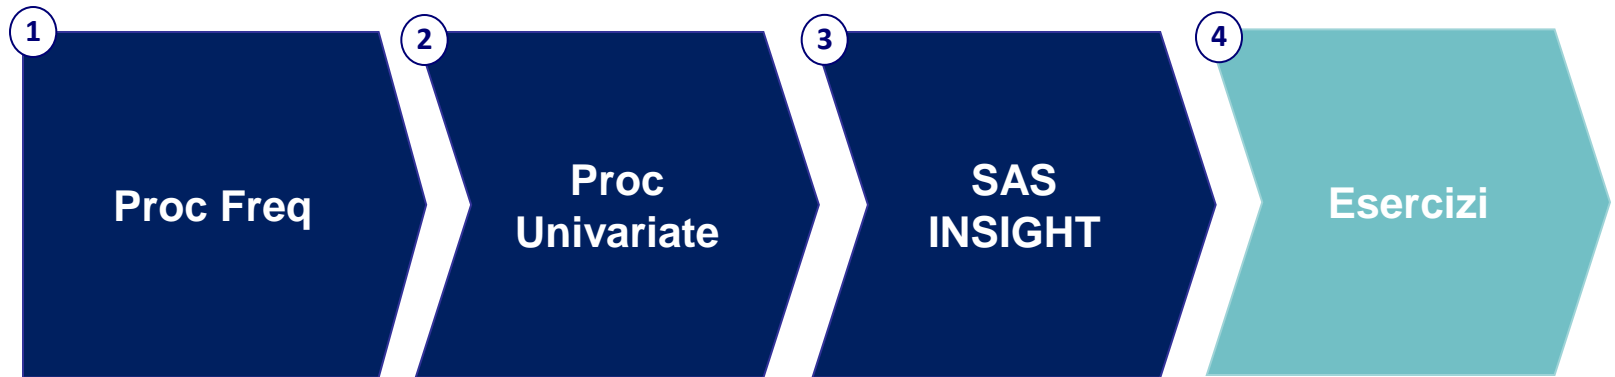 1
Proc Freq
2
Proc
Univariate
3
SAS
INSIGHT
4
Esercizi